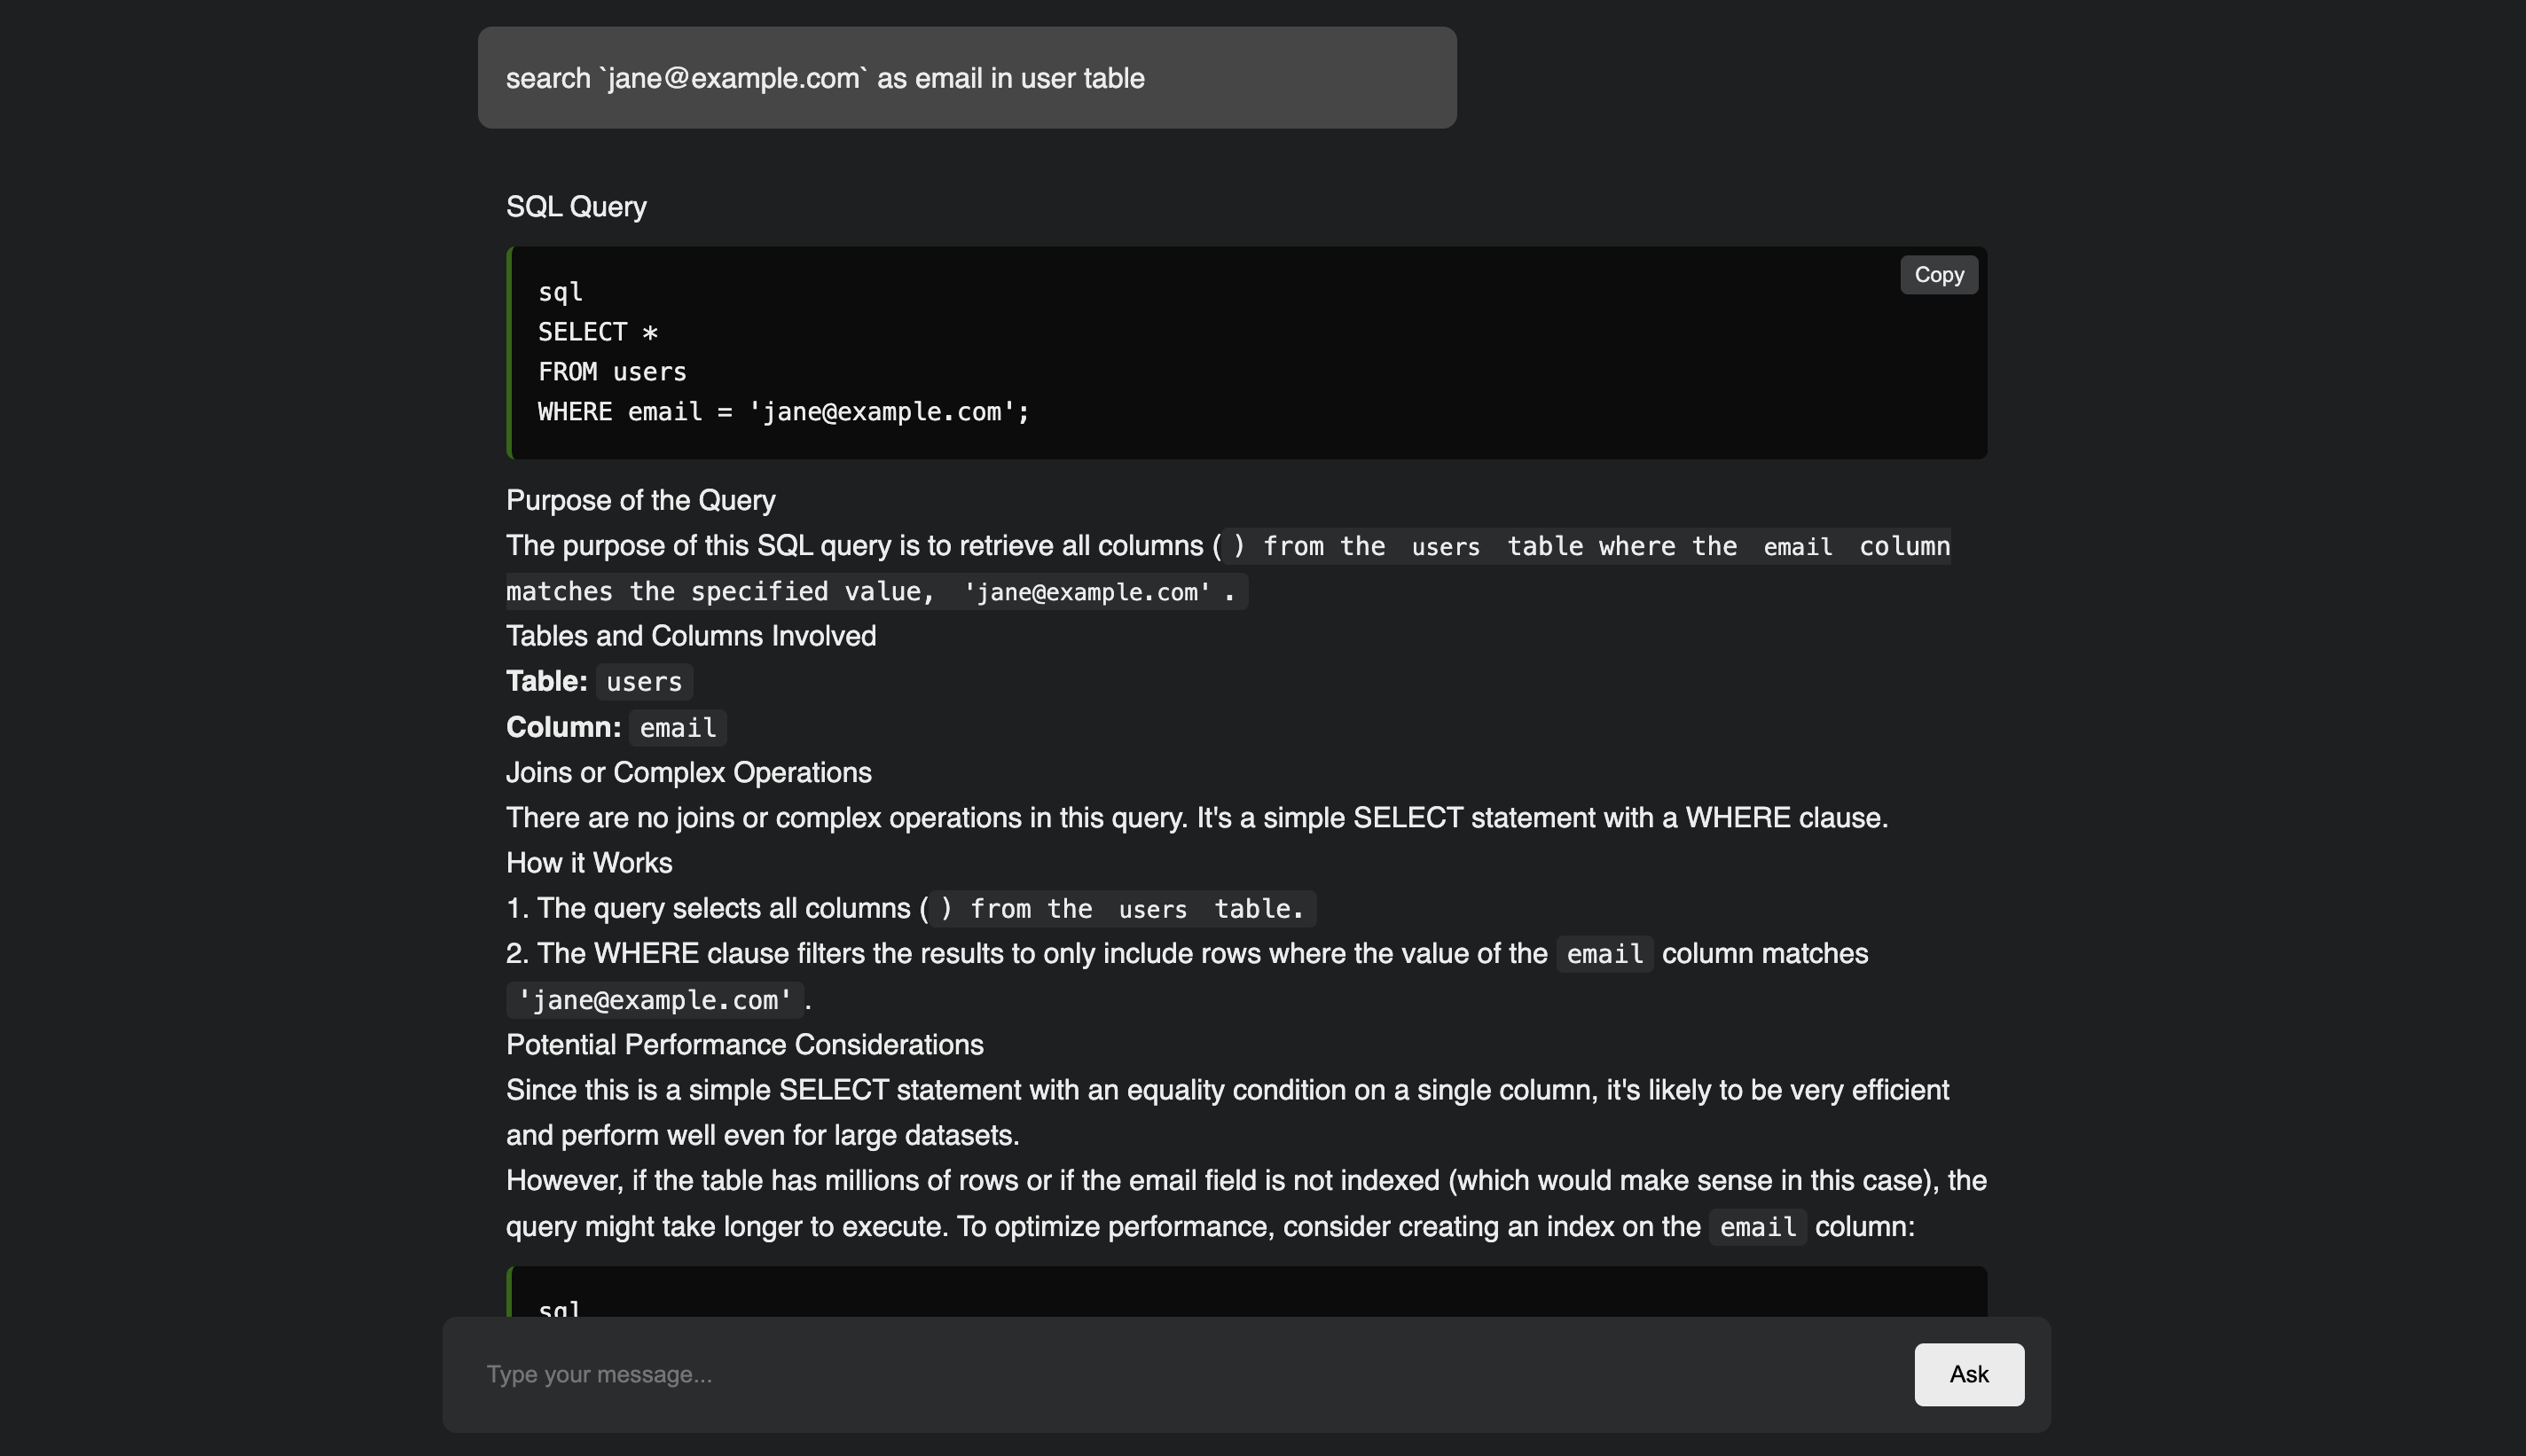 search `jane@example.com` as email in user table
SQL Query
Copy
sql
SELECT *
FROM users
WHERE email = 'jane@example.com';
Purpose of the Query
The purpose of this SQL query is to retrieve all columns ( ) from the users table where the email column
matches the specified value, 'jane@example.com' .
Tables and Columns Involved
Table: users
Column: email
Joins or Complex Operations
There are no joins or complex operations in this query. It's a simple SELECT statement with a WHERE clause.
How it Works
1. The query selects all columns ( ) from the users table.
2. The WHERE clause filters the results to only include rows where the value of the email column matches
'jane@example.com' .
Potential Performance Considerations
Since this is a simple SELECT statement with an equality condition on a single column, it's likely to be very efficient
and perform well even for large datasets.
However, if the table has millions of rows or if the email field is not indexed (which would make sense in this case), the
query might take longer to execute. To optimize performance, consider creating an index on the email column:
sql
Type your message...
Ask